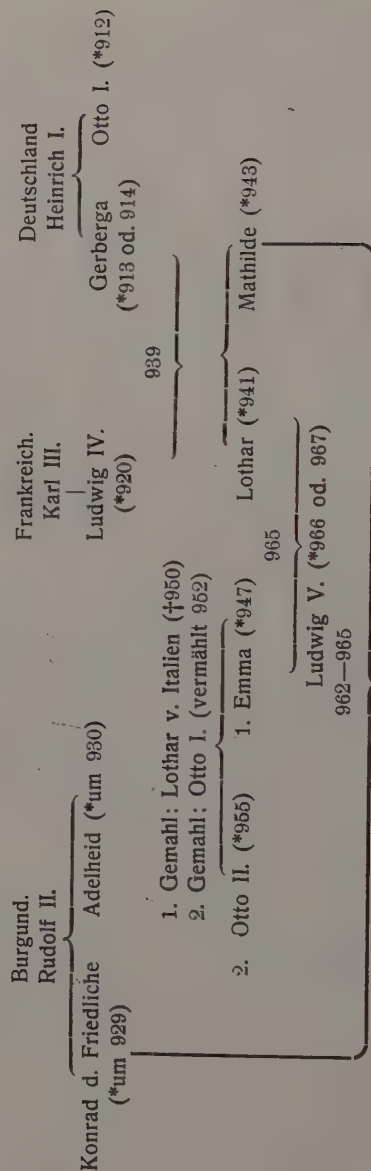 Burgund.
Rudolf II.
Konrad d. Friedliche
(*um 929)
Adelheid (*um 930)
1. Gemahl: Lothar v. Italien (†950)
2. Gemahl: Otto I. (vermählt 952)
2. Otto II. (*955)
1. Emma (*947)
Frankreich.
Karl III.
Ludwig IV.
(*920)
Deutschland
Heinrich I.
Gerberga
(*913 od. 914)
Otto I. (*912)
939
Lothar (*941)
Mathilde (*943)
965
Ludwig V. (*966 od. 967)
962—965